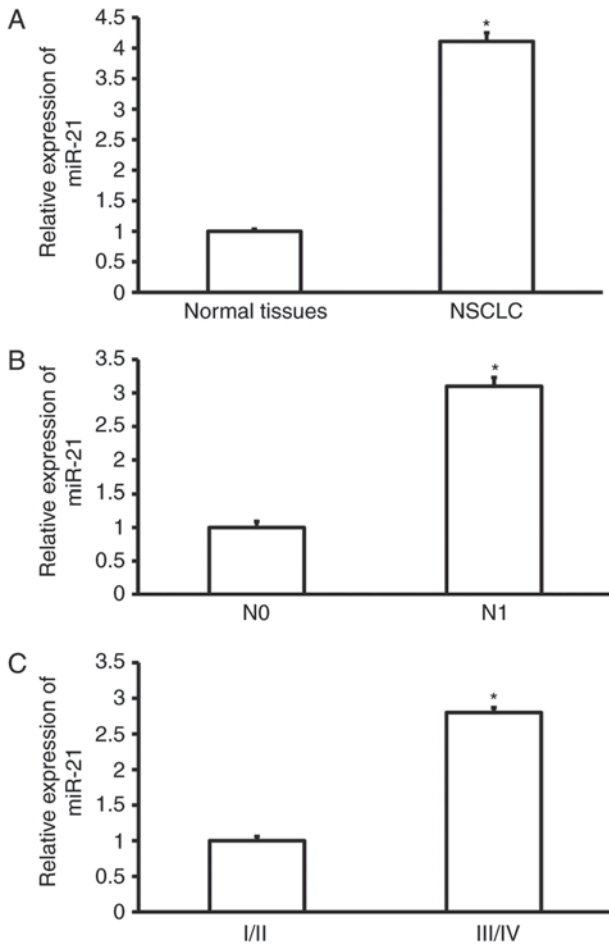 A
Relative expression of
miR-21
4.5
4
3.5
3
4.5
2
1.5
1
0.5
0
*
Normal tissues
NSCLC
B
Relative expression of
miR-21
3.5
3
2.5
2
1.5
1
0.5
0
*
N0
N1
C
Relative expression of
miR-21
3.5
3
2.5
2
1.5
1
0.5
0
*
I/II
III/IV